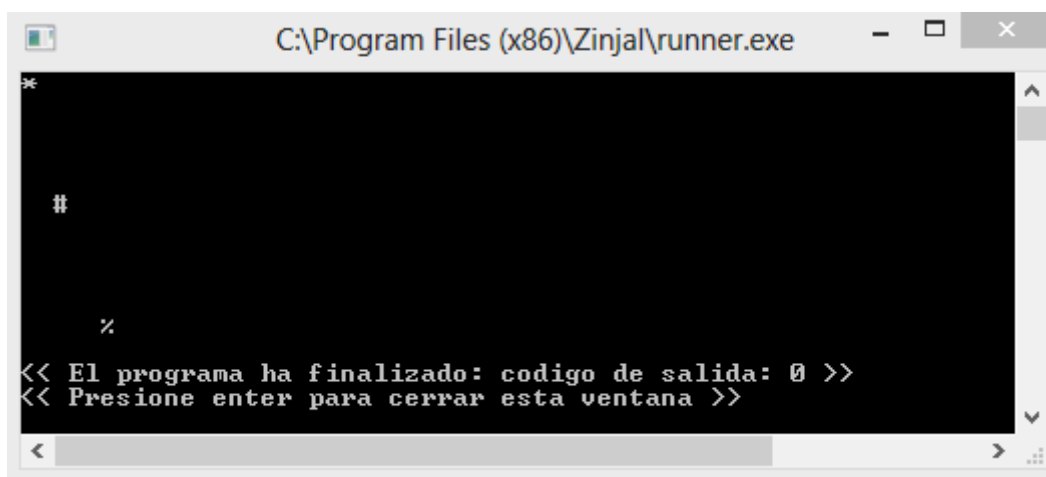 C:\Program Files (x86)\Zinjal\runner.exe
*
#
%
<< El programa ha finalizado: codigo de salida: 0 >>
<< Presione enter para cerrar esta ventana >>